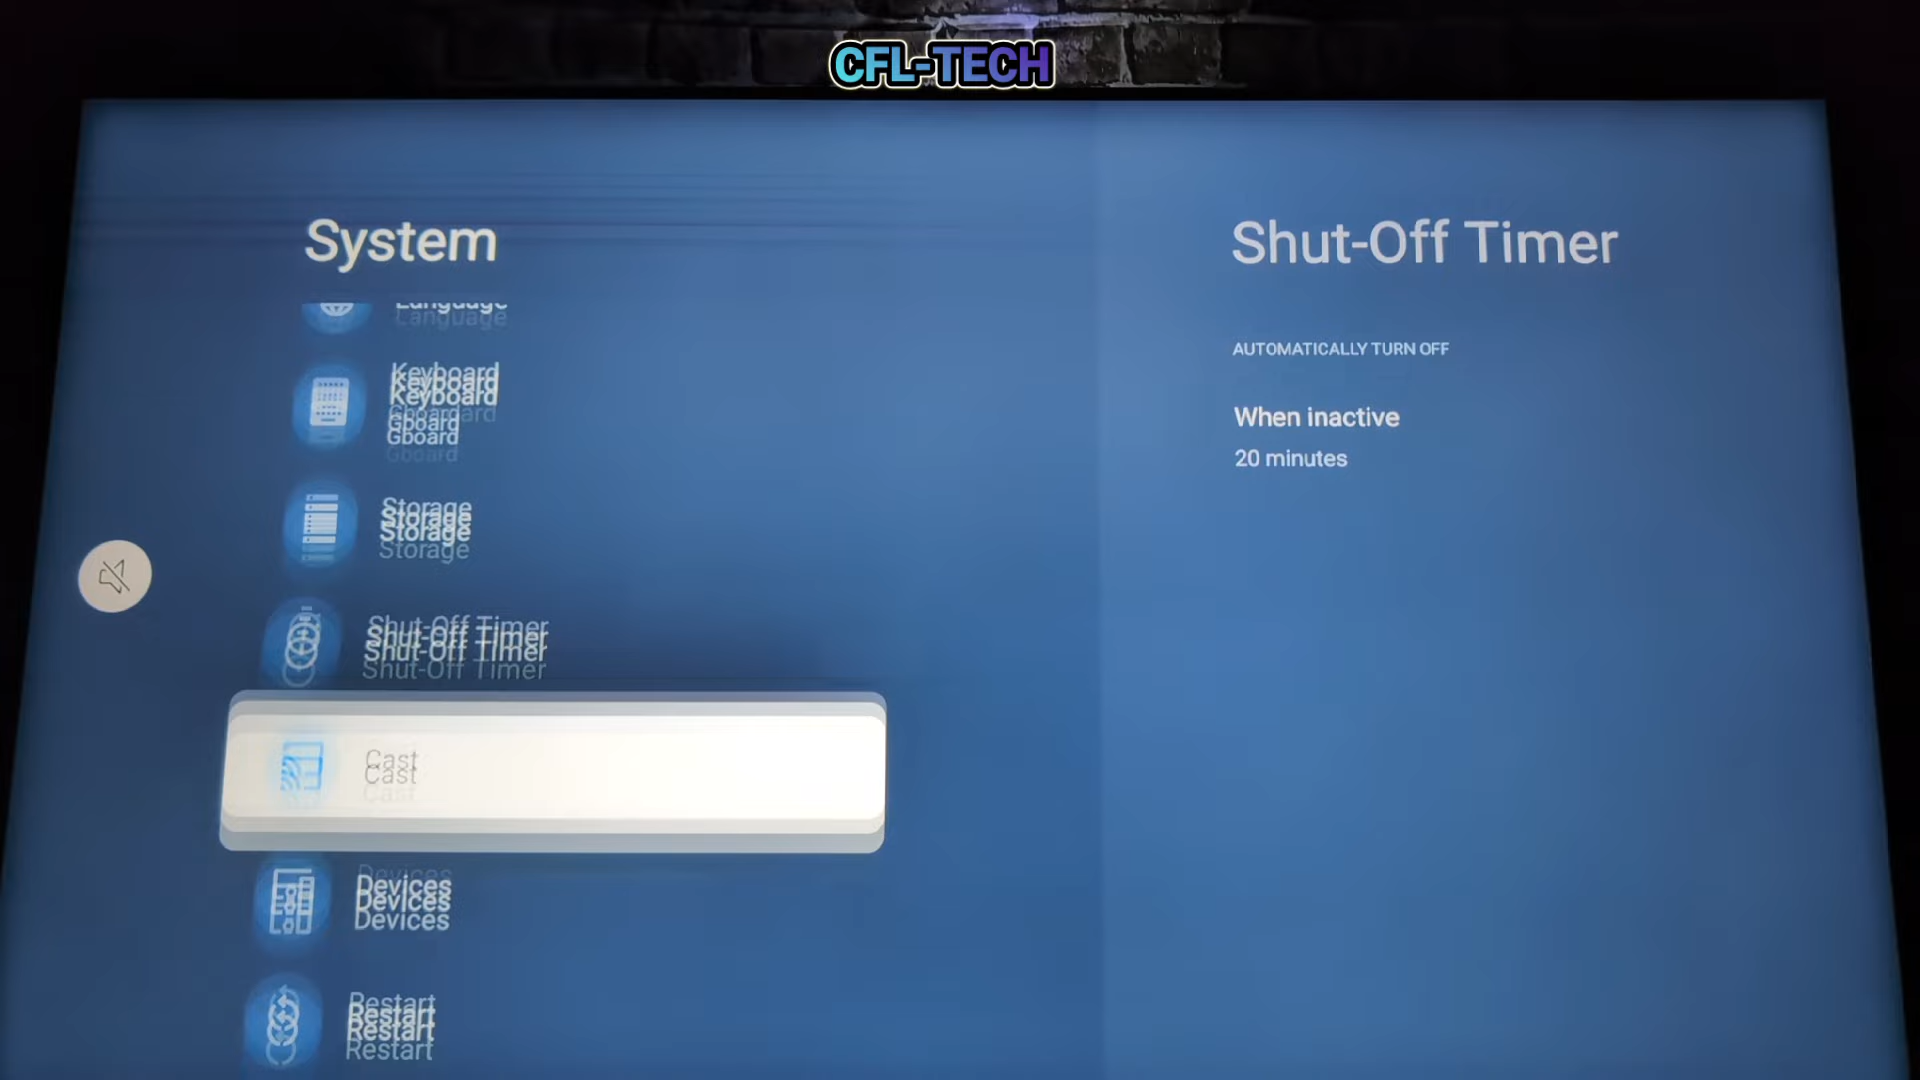 CFL-TECH
System
Language
Keyboard
Gboard
Storage
Shut-Off Timer
Cast
Devices
Restart
Shut-Off Timer
AUTOMATICALLY TURN OFF
When inactive
20 minutes